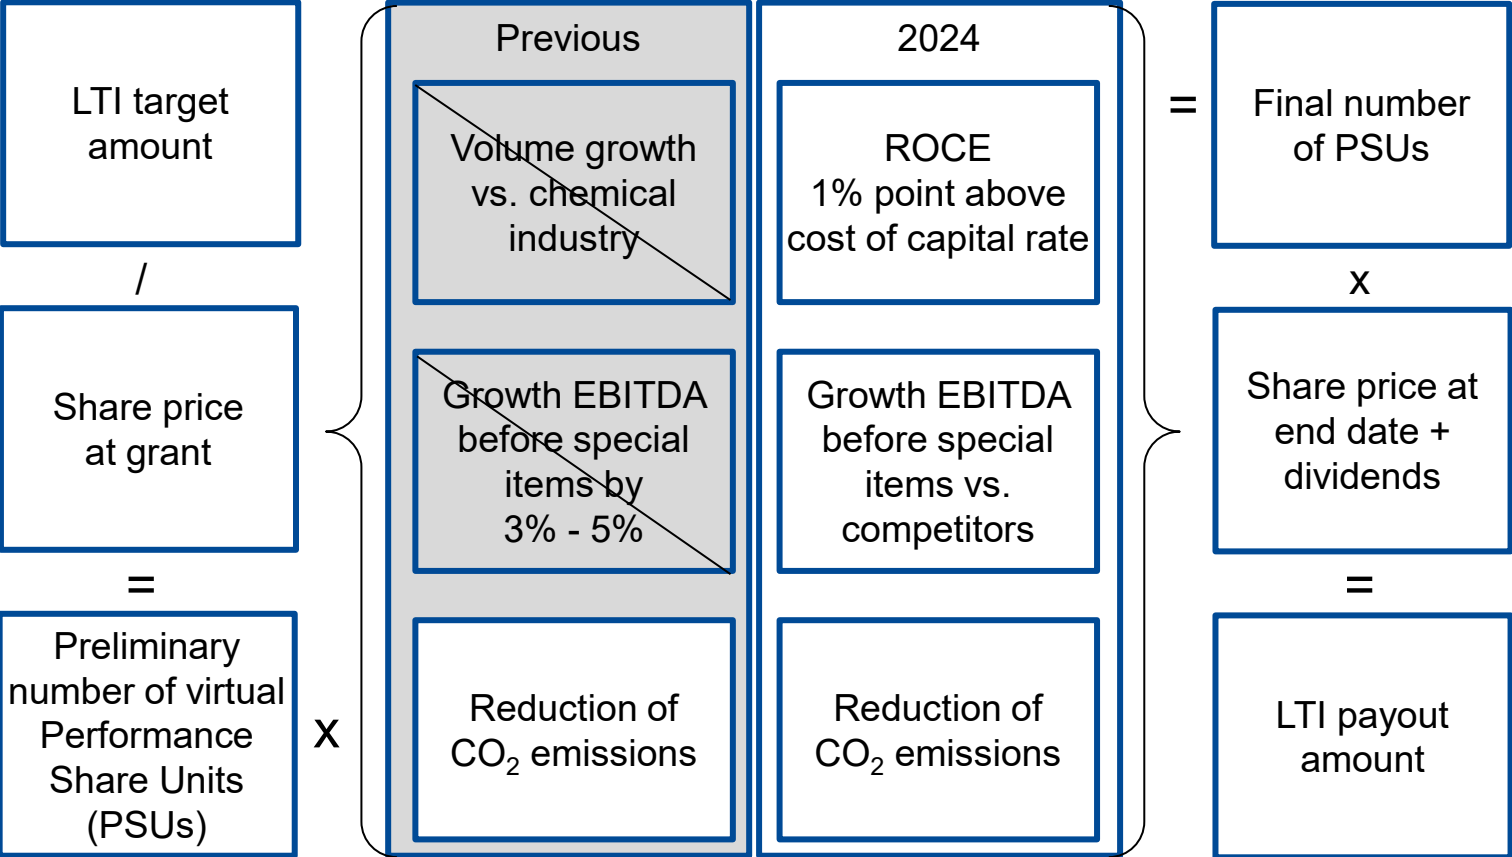 LTI target
amount
/
Share price
at grant
=
Preliminary
number of virtual
Performance
Share Units
(PSUs)
x
Previous
Volume growth
vs. chemical
industry
Growth EBITDA
before special
items by
3% - 5%
Reduction of
CO₂ emissions
2024
ROCE
1% point above
cost of capital rate
Growth EBITDA
before special
items vs.
competitors
Reduction of
CO₂ emissions
=
Final number
of PSUs
x
Share price at
end date +
dividends
=
LTI payout
amount